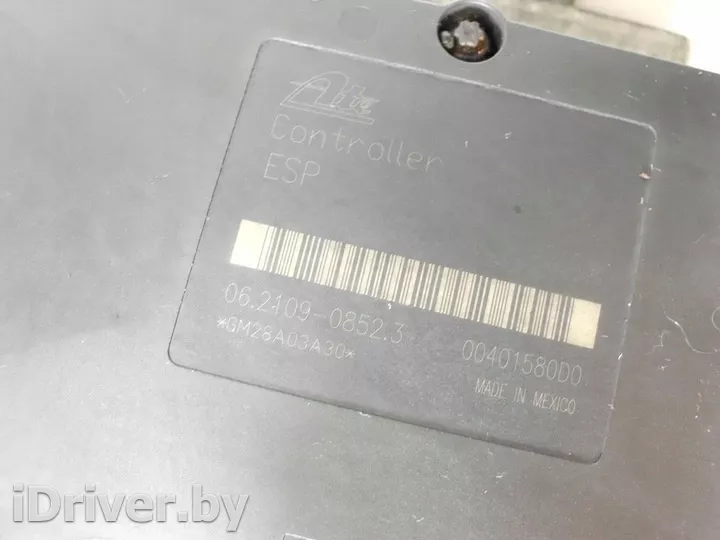 Ate
Controller
ESP
06.2109-0852.3
00401580D0
*GM28A03A30*
MADE IN MEXICO
iDriver.by